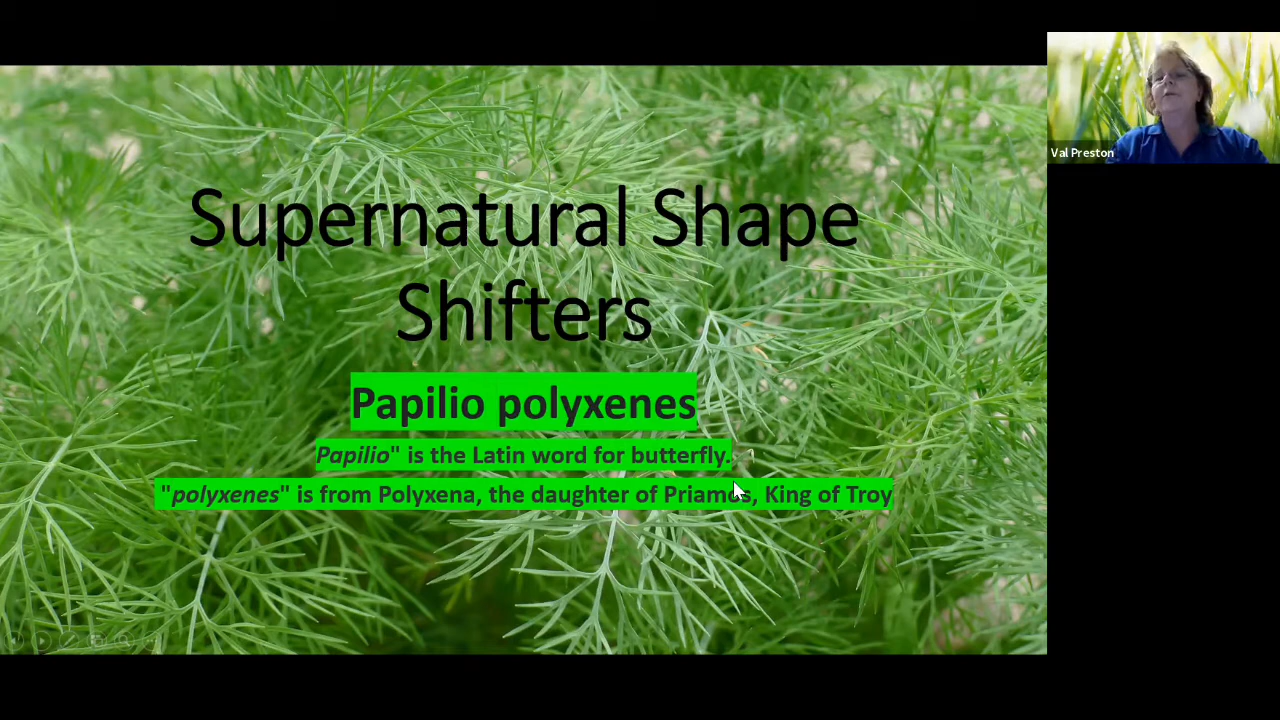 Supernatural Shape
Shifters
Papilio polyxenes
Papilio" is the Latin word for butterfly.
"polyxenes" is from Polyxena, the daughter of Priamos, King of Troy
Val Preston